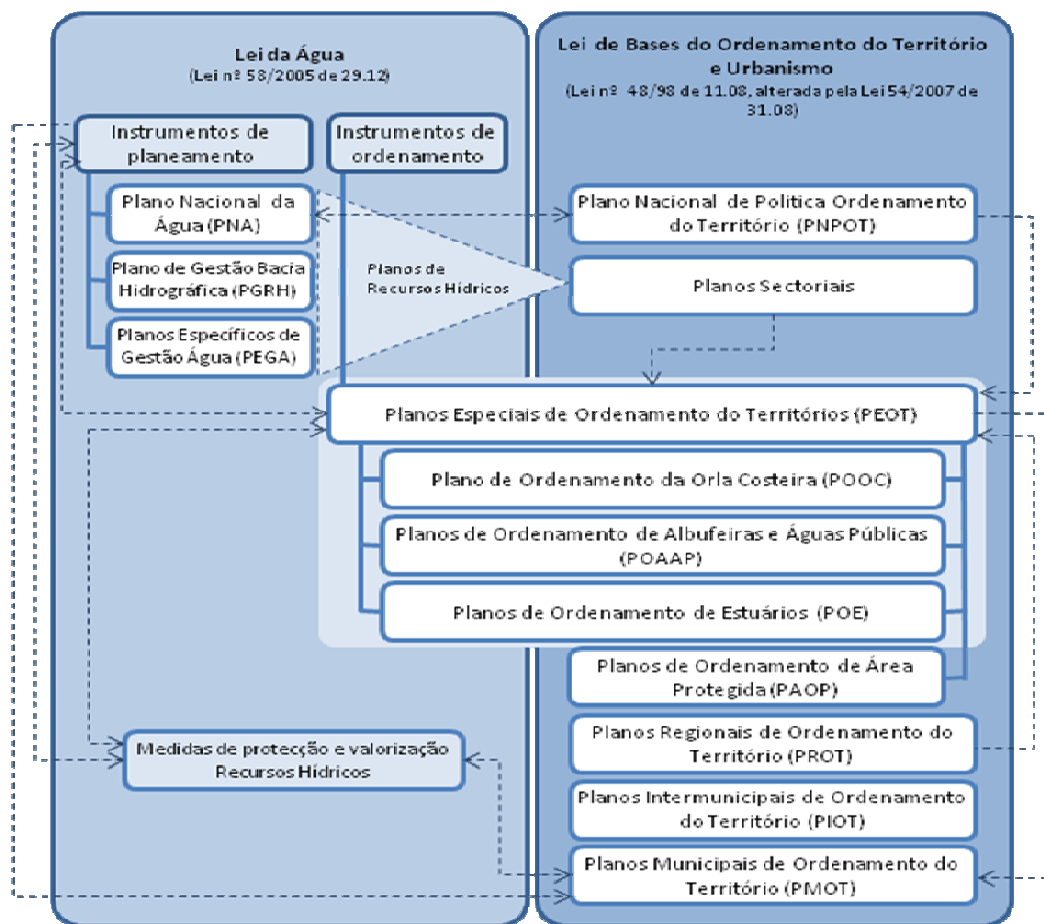 Lei da Água
(Lei nº 58/2005 de 29.12)
Instrumentos de
planeamento
Instrumentos de
ordenamento
Plano Nacional da
Água (PNA)
Plano de Gestão Bacia
Hidrográfica (PGRH)
Planos Específicos de
Gestão Água (PEGA)
Planos de
Recursos Hídricos
Lei de Bases do Ordenamento do Território
e Urbanismo
(Lei nº 48/98 de 11.08, alterada pela Lei 54/2007 de
31.08)
Plano Nacional de Politica Ordenamento
do Território (PNPOT)
Planos Sectoriais
Planos Especiais de Ordenamento do Territórios (PEOT)
Plano de Ordenamento da Orla Costeira (POOC)
Planos de Ordenamento de Albufeiras e Águas Públicas
(POAAP)
Planos de Ordenamento de Estuários (POE)
Planos de Ordenamento de Área
Protegida (PAOP)
Medidas de protecção e valorização
Recursos Hídricos
Planos Regionais de Ordenamento do
Território (PROT)
Planos Intermunicipais de Ordenamento
do Território (PIOT)
Planos Municipais de Ordenamento do
Território (PMOT)